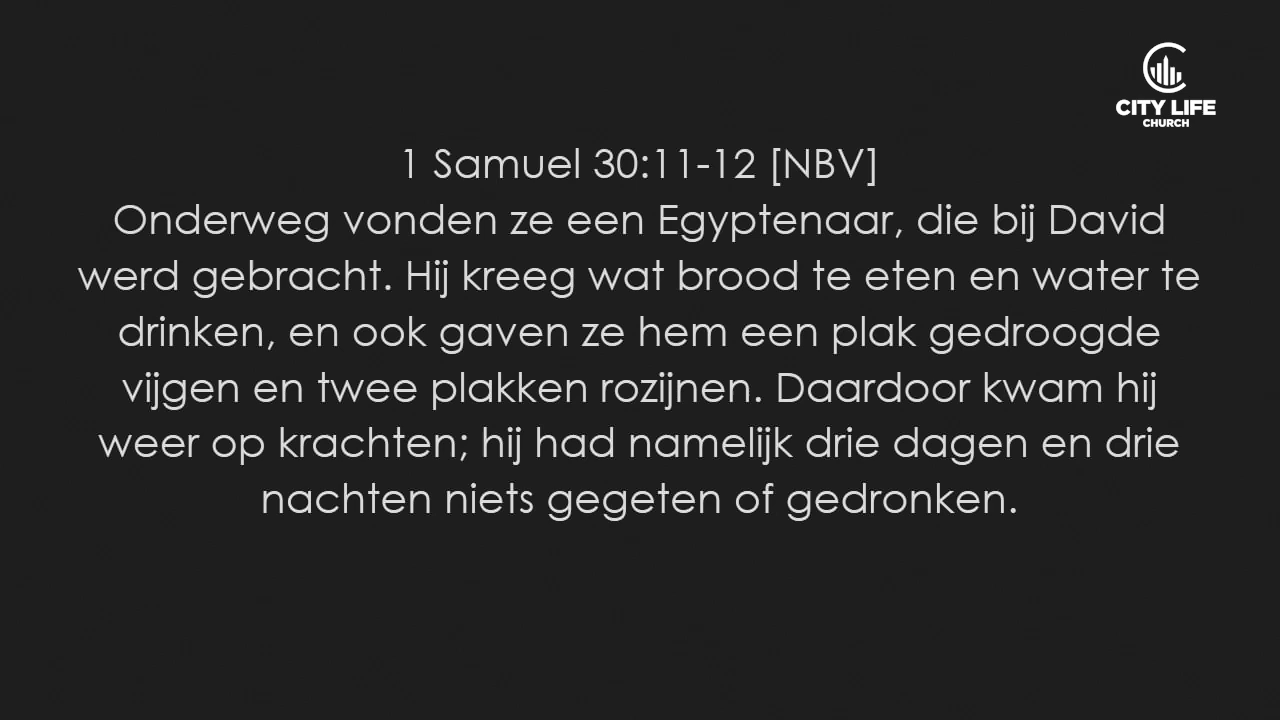 CITY LIFE
CHURCH
1 Samuel 30:11-12 [NBV]
Onderweg vonden ze een Egyptenaar, die bij David
werd gebracht. Hij kreeg wat brood te eten en water te
drinken, en ook gaven ze hem een plak gedroogde
vijgen en twee plakken rozijnen. Daardoor kwam hij
weer op krachten; hij had namelijk drie dagen en drie
nachten niets gegeten of gedronken.